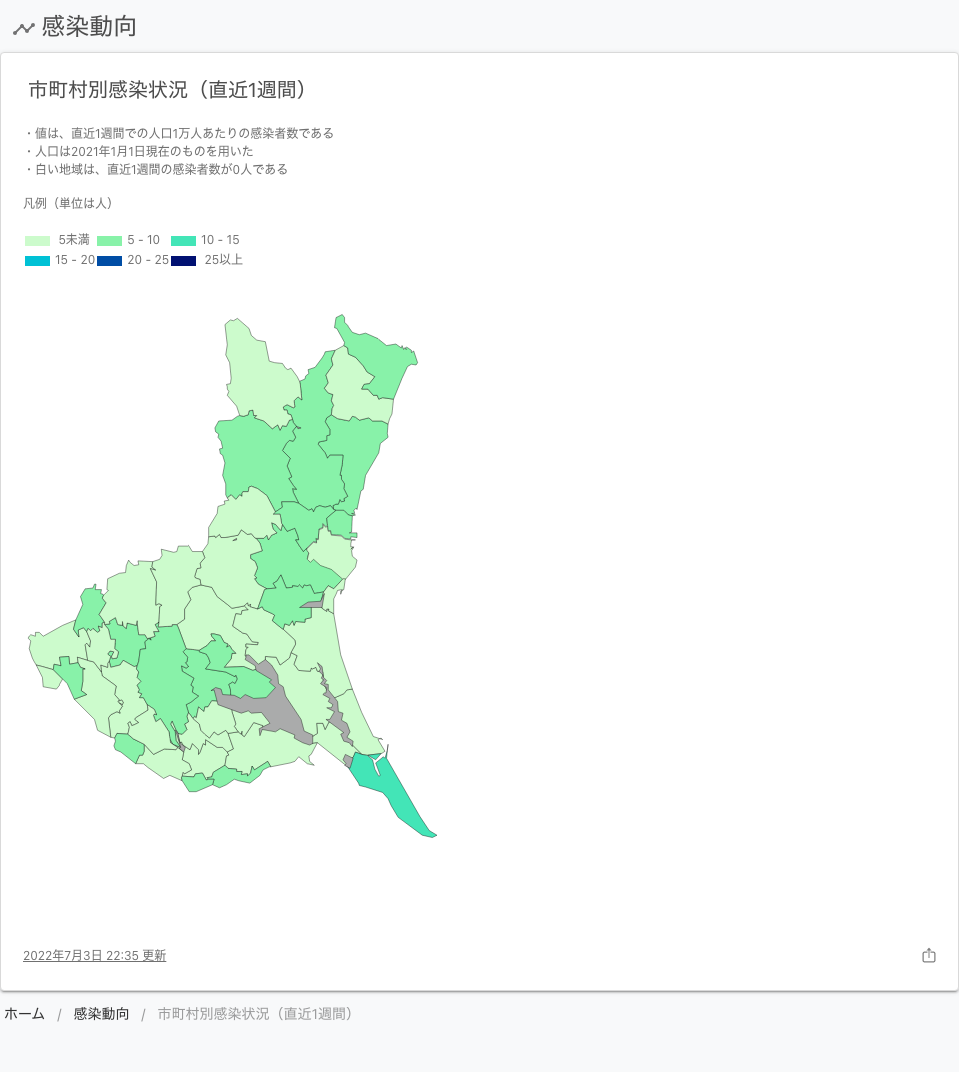 感染動向
市町村別感染状況（直近1週間）
・値は、直近1週間での人口1万人あたりの感染者数である
・人口は2021年1月1日現在のものを用いた
・白い地域は、直近1週間の感染者数が0人である
凡例（単位は人）
5未満 5 - 10 10 - 15
15 - 20 20 - 25 25以上
2022年7月3日 22:35 更新
ホーム / 感染動向 / 市町村別感染状況（直近1週間）